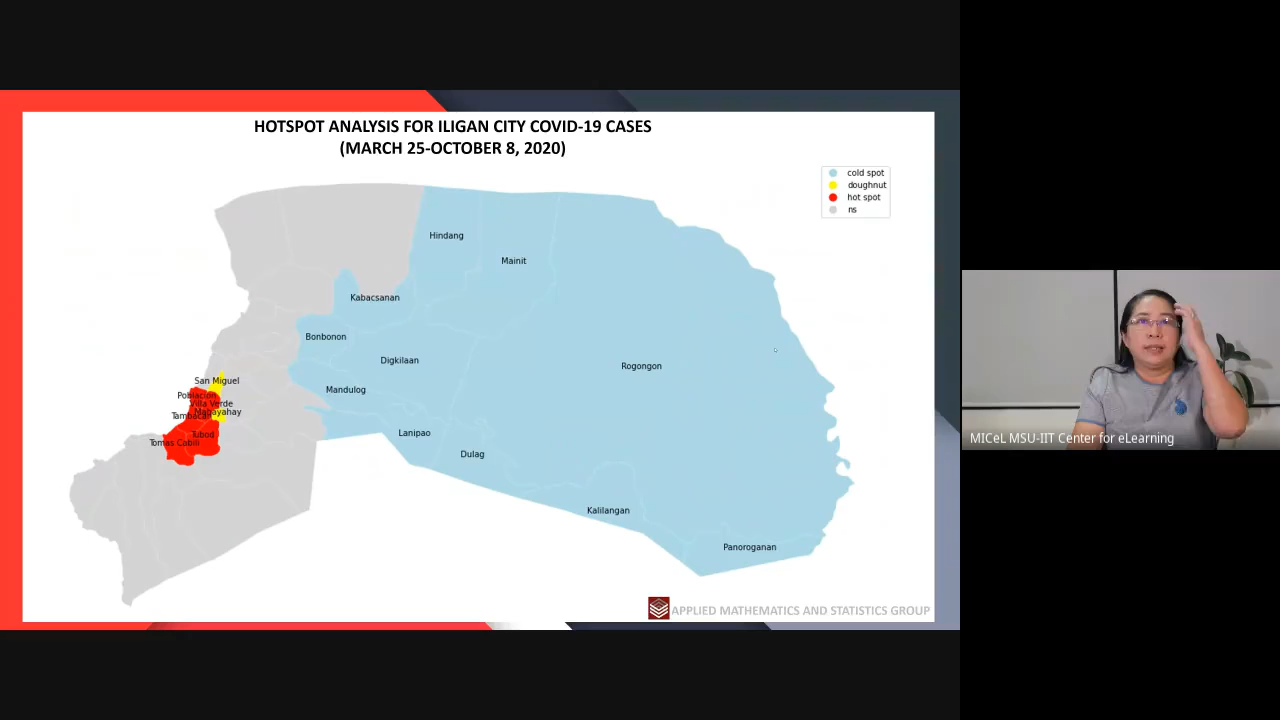 HOTSPOT ANALYSIS FOR ILIGAN CITY COVID-19 CASES
(MARCH 25-OCTOBER 8, 2020)
cold spot
doughnut
hot spot
ns
Hindang
Mainit
Kabacsanan
Bonbonon
Digkilaan
Rogongon
San Miguel
Mandulog
Poblacion
Villa Verde
Mahayahay
Tambacan
Lanipao
Tubod
Tomas Cabili
Dulag
Kalilangan
Panoroganan
APPLIED MATHEMATICS AND STATISTICS GROUP
MICeL MSU-IIT Center for eLearning